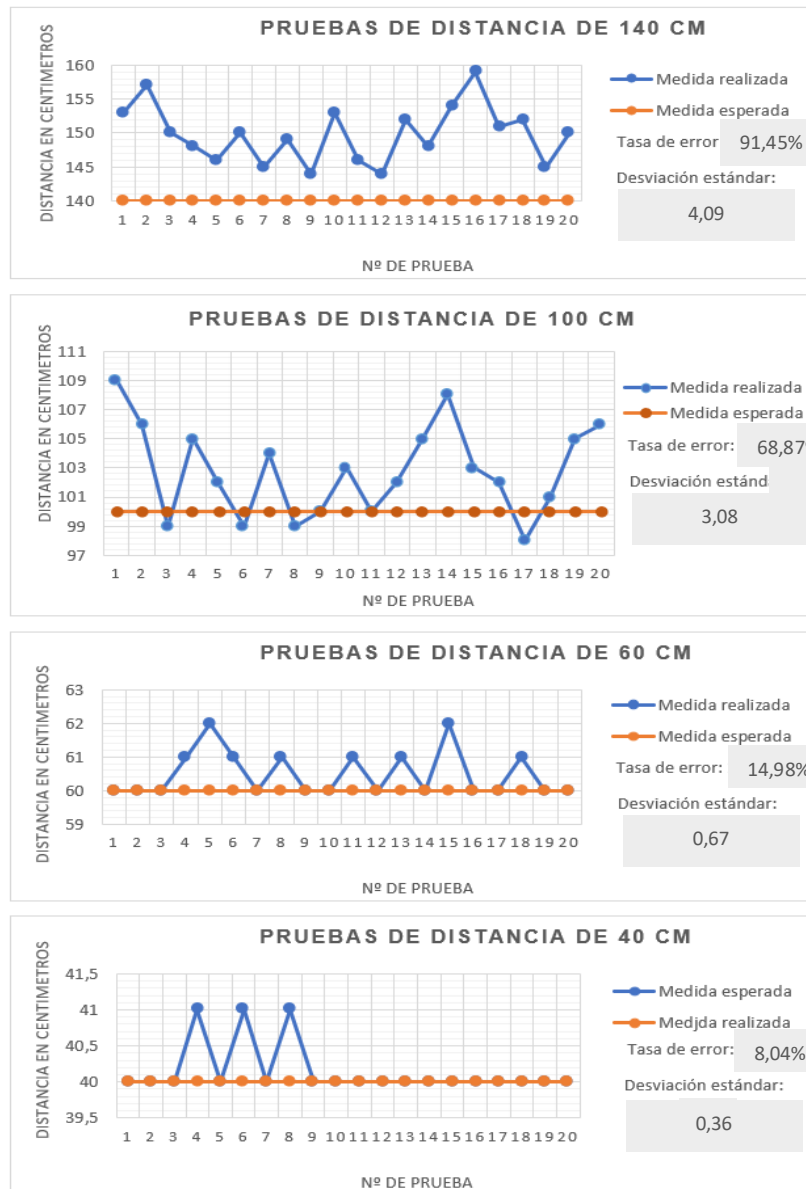 PRUEBAS DE DISTANCIA DE 140 CM
DISTANCIA EN CENTIMETROS
160
155
150
145
140
1 2 3 4 5 6 7 8 9 10 11 12 13 14 15 16 17 18 19 20
Nº DE PRUEBA
Medida realizada
Medida esperada
Tasa de error 91,45%
Desviación estándar:
4,09
PRUEBAS DE DISTANCIA DE 100 CM
DISTANCIA EN CENTIMETROS
111
109
107
105
103
101
99
97
1 2 3 4 5 6 7 8 9 10 11 12 13 14 15 16 17 18 19 20
Nº DE PRUEBA
Medida realizada
Medida esperada
Tasa de error: 68,87%
Desviación estánd
3,08
PRUEBAS DE DISTANCIA DE 60 CM
DISTANCIA EN CENTIMETROS
63
62
61
60
59
1 2 3 4 5 6 7 8 9 10 11 12 13 14 15 16 17 18 19 20
Nº DE PRUEBA
Medida realizada
Medida esperada
Tasa de error: 14,98%
Desviación estándar:
0,67
PRUEBAS DE DISTANCIA DE 40 CM
DISTANCIA EN CENTIMETROS
41,5
41
40,5
40
39,5
1 2 3 4 5 6 7 8 9 10 11 12 13 14 15 16 17 18 19 20
Nº DE PRUEBA
Medida esperada
Medjda realizada
Tasa de error: 8,04%
Desviación estándar:
0,36